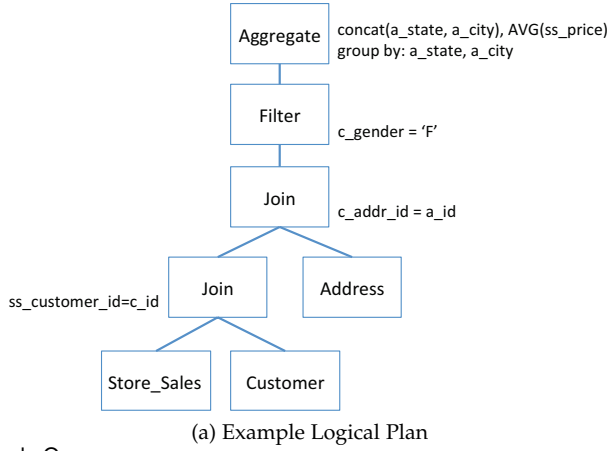 Aggregate
concat(a_state, a_city), AVG(ss_price)
group by: a_state, a_city
Filter
c_gender = ‘F’
Join
c_addr_id = a_id
Join
Address
ss_customer_id=c_id
Store_Sales
Customer
(a) Example Logical Plan